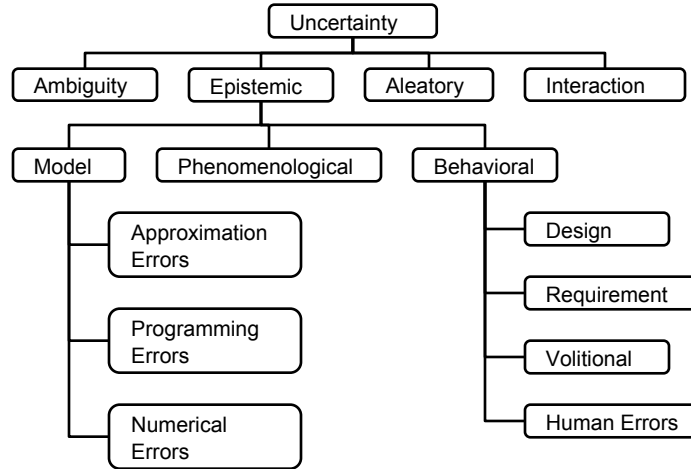 Uncertainty
Ambiguity
Epistemic
Aleatory
Interaction
Model
Phenomenological
Behavioral
Approximation
Errors
Programming
Errors
Numerical
Errors
Design
Requirement
Volitional
Human Errors